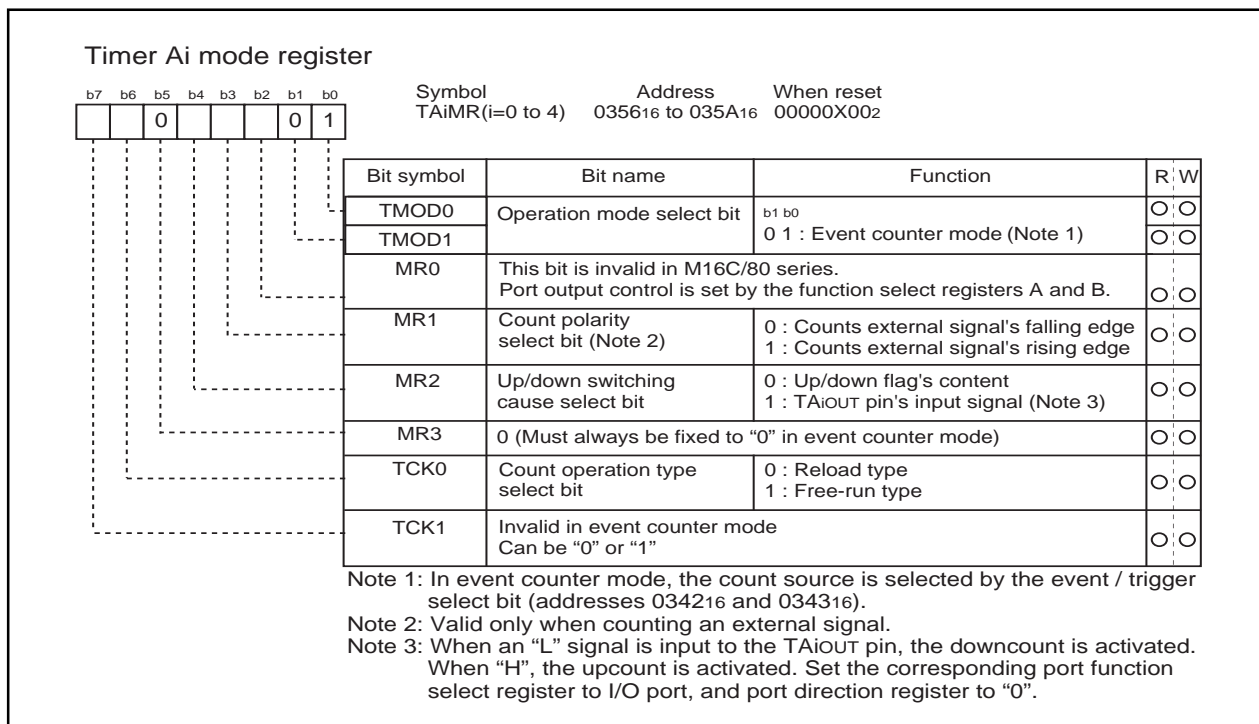 Timer Ai mode register
b7 b6 b5 b4 b3 b2 b1 b0
0 0 1
Symbol Address When reset
TAiMR(i=0 to 4) 035616 to 035A16 00000X002
Bit symbol Bit name Function R W
TMOD0 Operation mode select bit b1 b0
TMOD1 0 1 : Event counter mode (Note 1)
MR0 This bit is invalid in M16C/80 series.
Port output control is set by the function select registers A and B.
MR1 Count polarity 0 : Counts external signal's falling edge
select bit (Note 2) 1 : Counts external signal's rising edge
MR2 Up/down switching 0 : Up/down flag's content
cause select bit 1 : TAiOUT pin's input signal (Note 3)
MR3 0 (Must always be fixed to “0” in event counter mode)
TCK0 Count operation type 0 : Reload type
select bit 1 : Free-run type
TCK1 Invalid in event counter mode
Can be “0” or “1”
Note 1: In event counter mode, the count source is selected by the event / trigger
select bit (addresses 034216 and 034316).
Note 2: Valid only when counting an external signal.
Note 3: When an “L” signal is input to the TAiOUT pin, the downcount is activated.
When “H”, the upcount is activated. Set the corresponding port function
select register to I/O port, and port direction register to “0”.